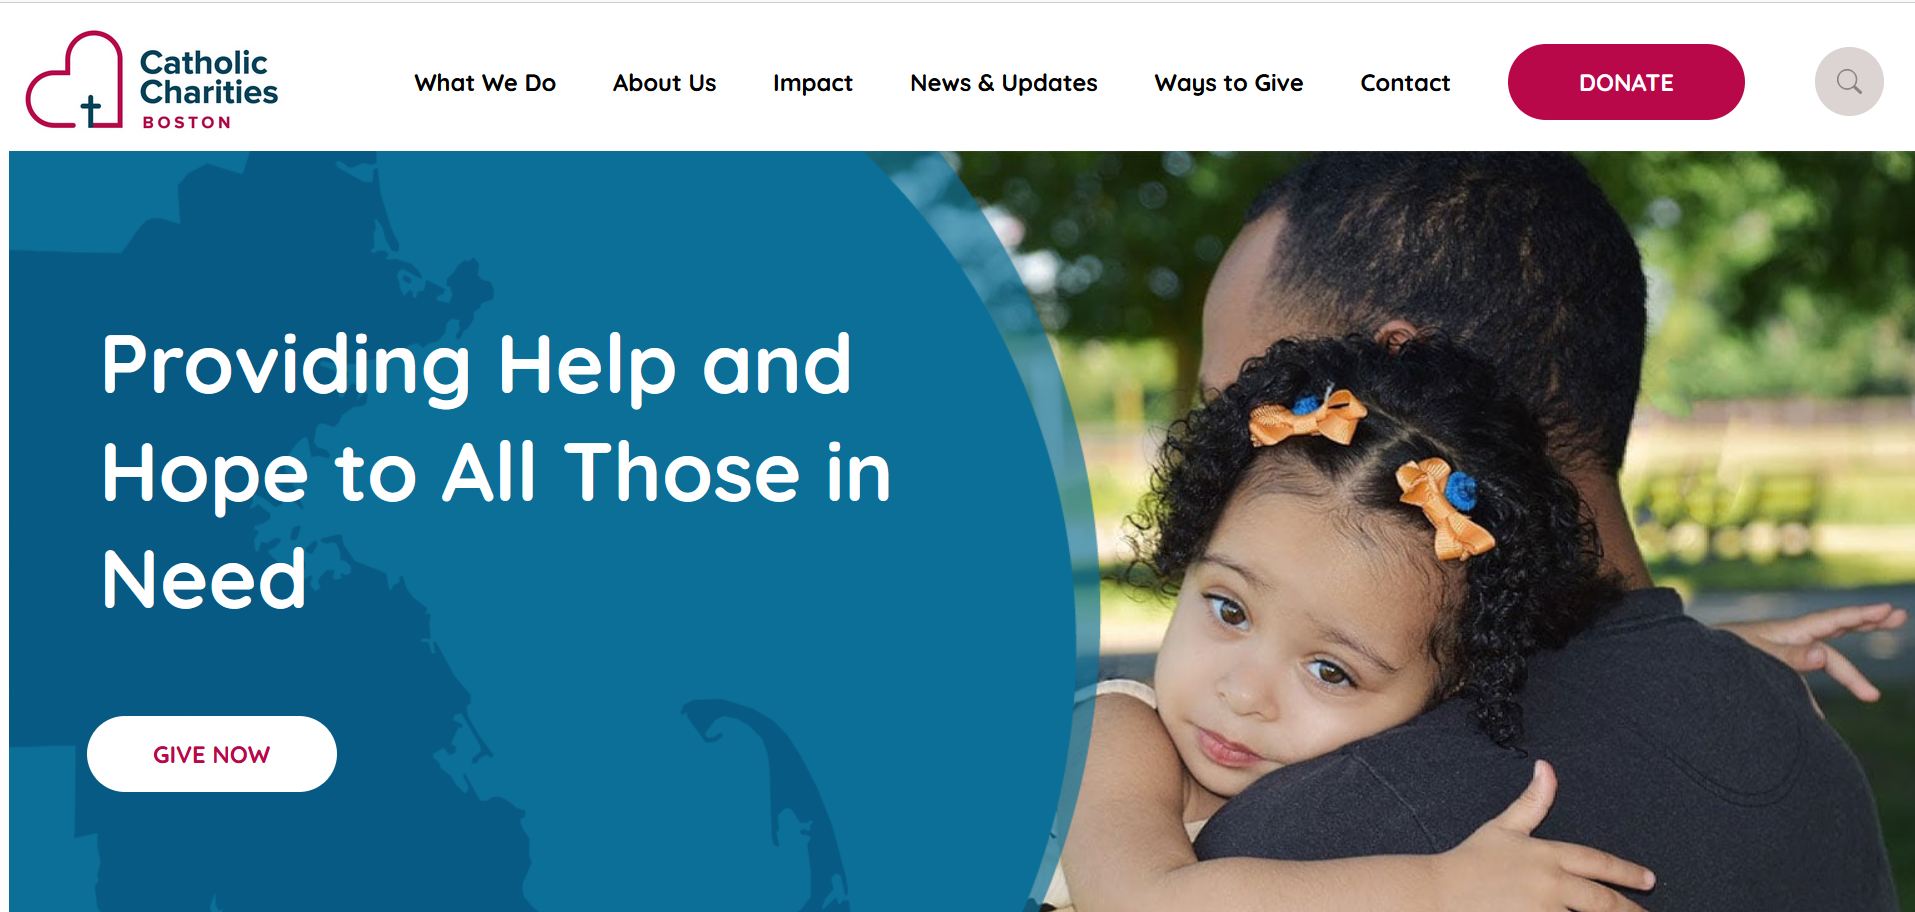 Catholic
Charities
BOSTON
What We Do
About Us
Impact
News & Updates
Ways to Give
Contact
DONATE
Providing Help and
Hope to All Those in
Need
GIVE NOW